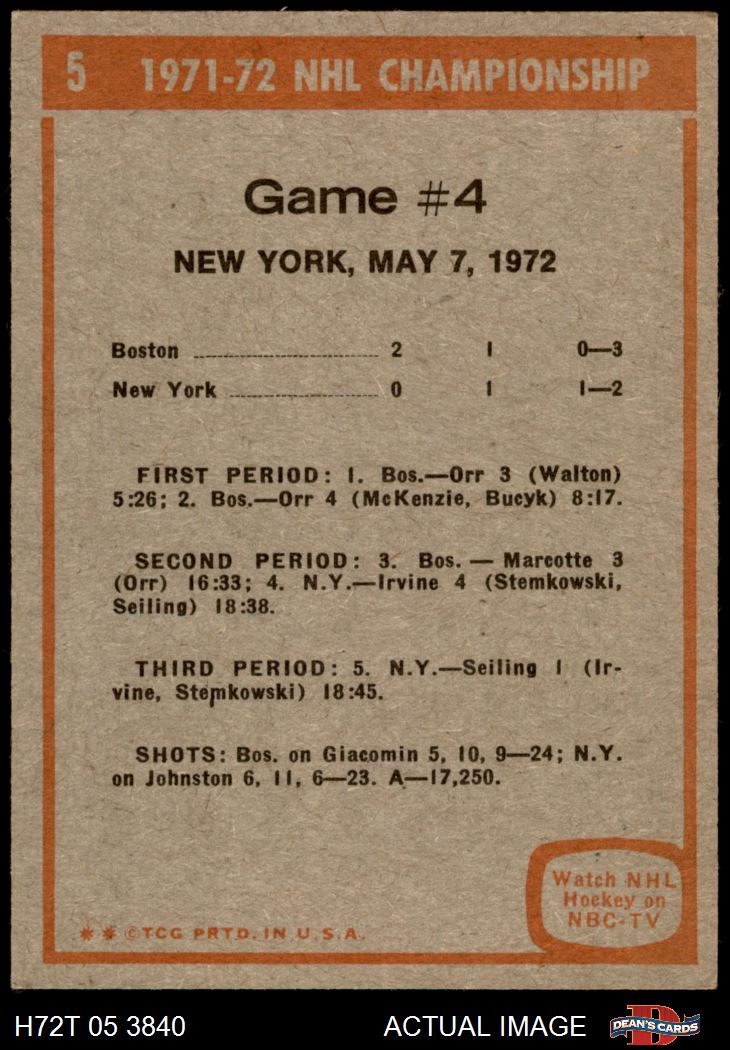 5 1971-72 NHL CHAMPIONSHIP
Game #4
NEW YORK, MAY 7, 1972
Boston 2 1 0—3
New York 0 1 1—2
FIRST PERIOD: 1. Bos.—Orr 3 (Walton)
5:26; 2. Bos.—Orr 4 (McKenzie, Bucyk) 8:17.
SECOND PERIOD: 3. Bos.—Marcotte 3
(Orr) 16:33; 4. N.Y.—Irvine 4 (Stemkowski,
Seiling) 18:38.
THIRD PERIOD: 5. N.Y.—Seiling 1 (Ir-
vine, Stemkowski) 18:45.
SHOTS: Bos. on Giacomin 5, 10, 9—24; N.Y.
on Johnston 6, 11, 6—23. A—17,250.
Watch NHL
Hockey on
NBC-TV
* * ©TCG PRTD. IN U.S.A.
H72T 05 3840 ACTUAL IMAGE DEAN'S CARDS